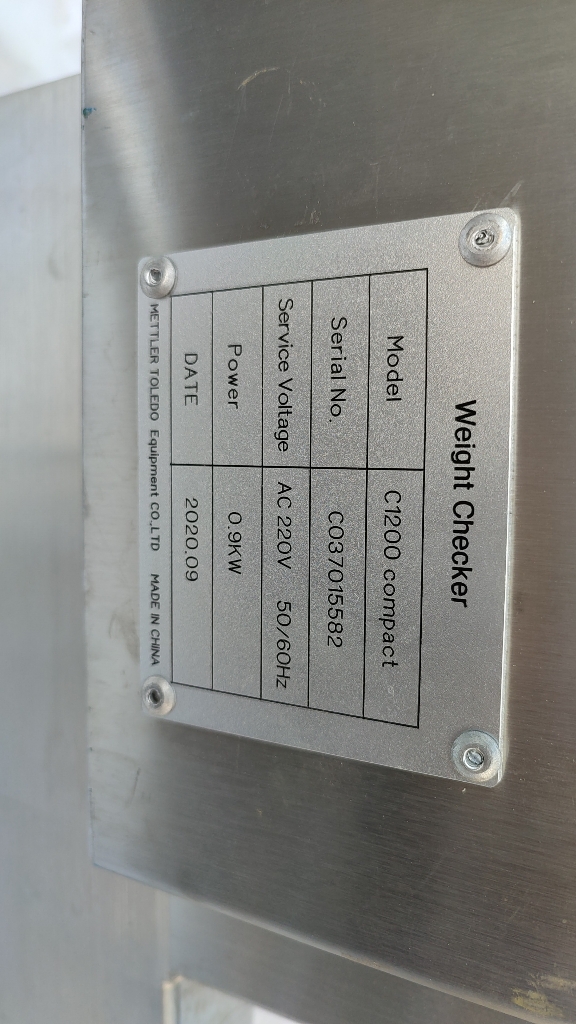 Weight Checker
Model C1200 compact
Serial No. C037015582
Service Voltage AC 220V 50/60Hz
Power 0.9KW
DATE 2020.09
METTLER TOLEDO Equipment CO.,LTD MADE IN CHINA